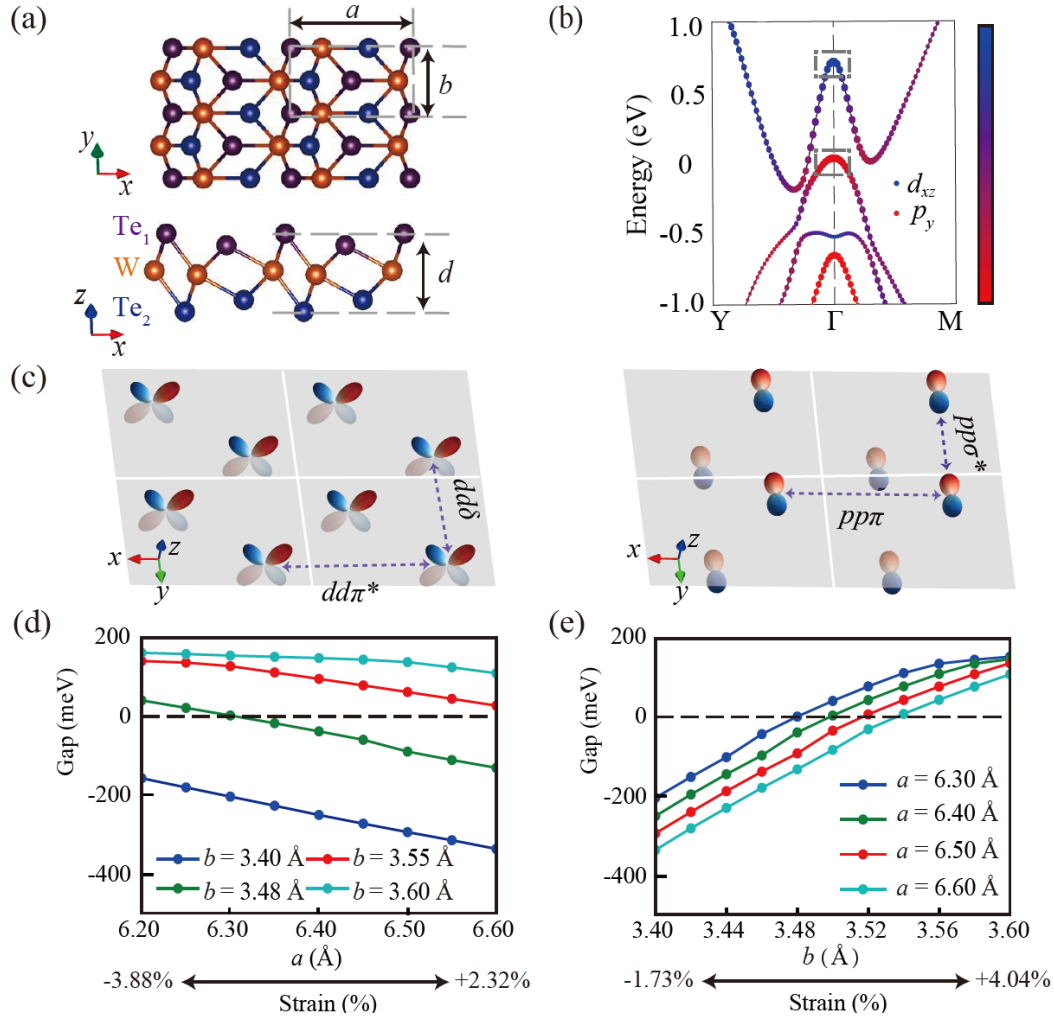 (a)
a
b
y
x
Te₁
W
Te₂
d
z
x
(b)
1.0
0.5
0
-0.5
-1.0
Energy (eV)
d_xz
p_y
Y Γ M
(c)
ddδ
ddπ*
x z
y
ppσ*
ppπ
x z
y
(d)
200
0
-200
-400
Gap (meV)
b = 3.40 Å b = 3.55 Å
b = 3.48 Å b = 3.60 Å
6.20 6.30 6.40 6.50 6.60
a (Å)
-3.88% +2.32%
Strain (%)
(e)
200
0
-200
-400
Gap (meV)
a = 6.30 Å
a = 6.40 Å
a = 6.50 Å
a = 6.60 Å
3.40 3.44 3.48 3.52 3.56 3.60
b (Å)
-1.73% +4.04%
Strain (%)